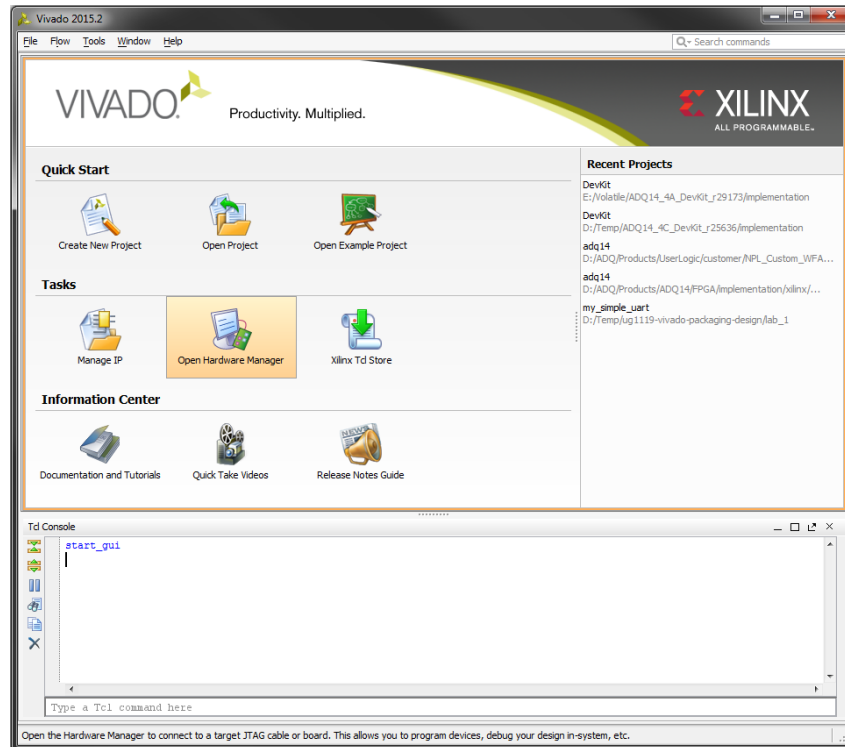 Vivado 2015.2
File Flow Tools Window Help
Search commands
VIVADO.
Productivity. Multiplied.
XILINX
ALL PROGRAMMABLE.
Quick Start
Create New Project
Open Project
Open Example Project
Tasks
Manage IP
Open Hardware Manager
Xilinx Tcl Store
Information Center
Documentation and Tutorials
Quick Take Videos
Release Notes Guide
Recent Projects
DevKit
E:/Volatile/ADQ14_4A_DevKit_r29173/implementation
DevKit
D:/Temp/ADQ14_4C_DevKit_r25636/implementation
adq14
D:/ADQ/Products/UserLogic/customer/NPL_Custom_WFA...
adq14
D:/ADQ/Products/ADQ14/FPGA/implementation/xilinx/...
my_simple_uart
D:/Temp/ug1119-vivado-packaging-design/lab_1
Tcl Console
start_gui
Type a Tcl command here
Open the Hardware Manager to connect to a target JTAG cable or board. This allows you to program devices, debug your design in-system, etc.